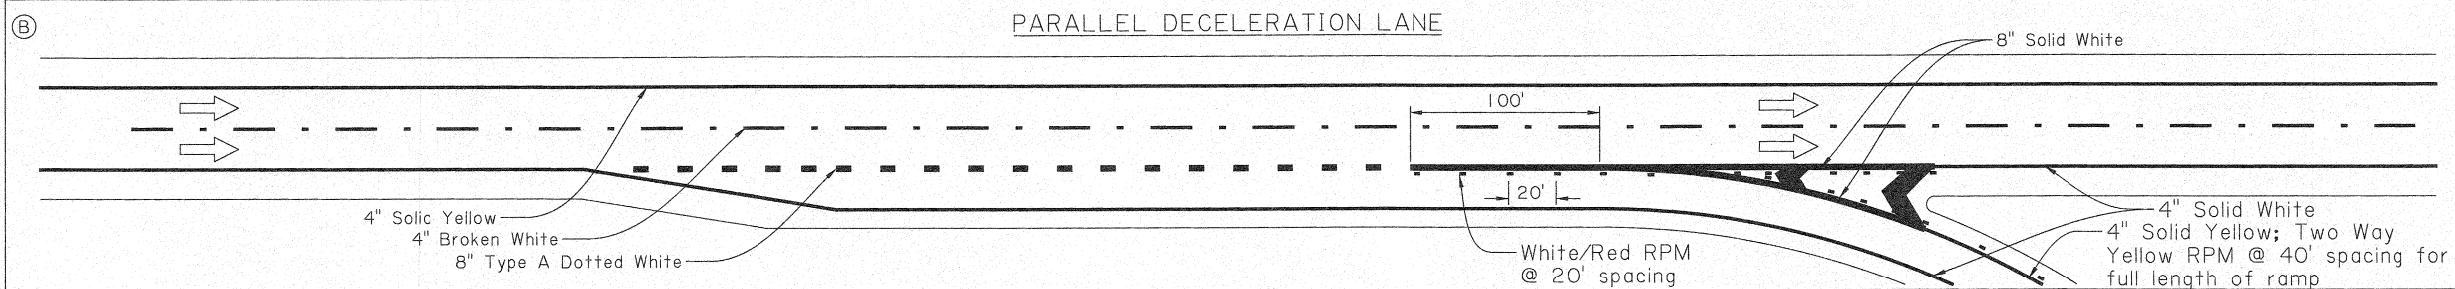 B
PARALLEL DECELERATION LANE
8" Solid White
100'
20'
4" Solic Yellow
4" Broken White
8" Type A Dotted White
White/Red RPM
@ 20' spacing
4" Solid White
4" Solid Yellow; Two Way
Yellow RPM @ 40' spacing for
full length of ramp